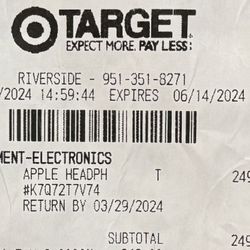 TARGET
EXPECT MORE. PAY LESS.
RIVERSIDE - 951-351-8271
/2024 14:59:44 EXPIRES 06/14/2024
MENT-ELECTRONICS
APPLE HEADPH T 249
#K7Q72T7V74
RETURN BY 03/29/2024
SUBTOTAL 249